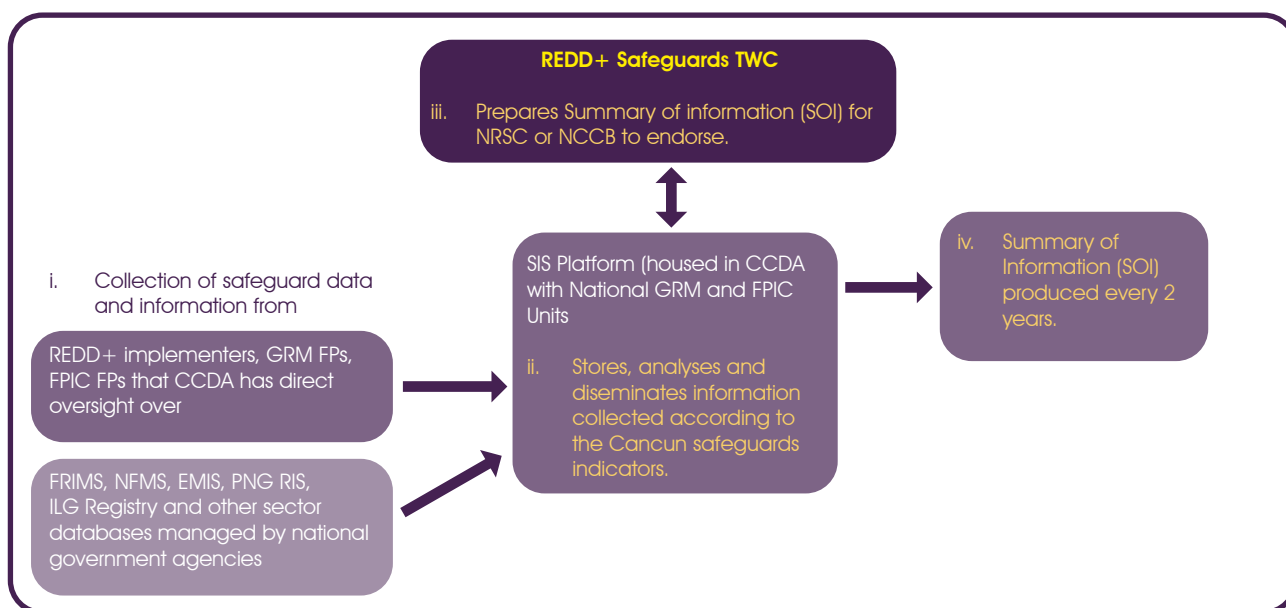 REDD+ Safeguards TWC
iii. Prepares Summary of information (SOI) for
NRSC or NCCB to endorse.
i. Collection of safeguard data
and information from
REDD+ implementers, GRM FPs,
FPIC FPs that CCDA has direct
oversight over
FRIMS, NFMS, EMIS, PNG RIS,
ILG Registry and other sector
databases managed by national
government agencies
SIS Platform (housed in CCDA
with National GRM and FPIC
Units
ii. Stores, analyses and
diseminates information
collected according to
the Cancun safeguards
indicators.
iv. Summary of
Information (SOI)
produced every 2
years.